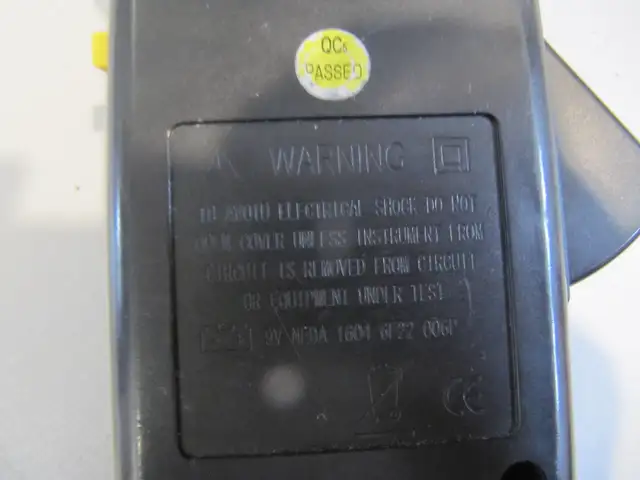 QC5
PASSED
WARNING
TO AVOID ELECTRICAL SHOCK DO NOT
OPEN COVER UNLESS INSTRUMENT FROM
CIRCUIT IS REMOVED FROM CIRCUIT
OR EQUIPMENT UNDER TEST
9V NEDA 1604 6F22 006P
CE